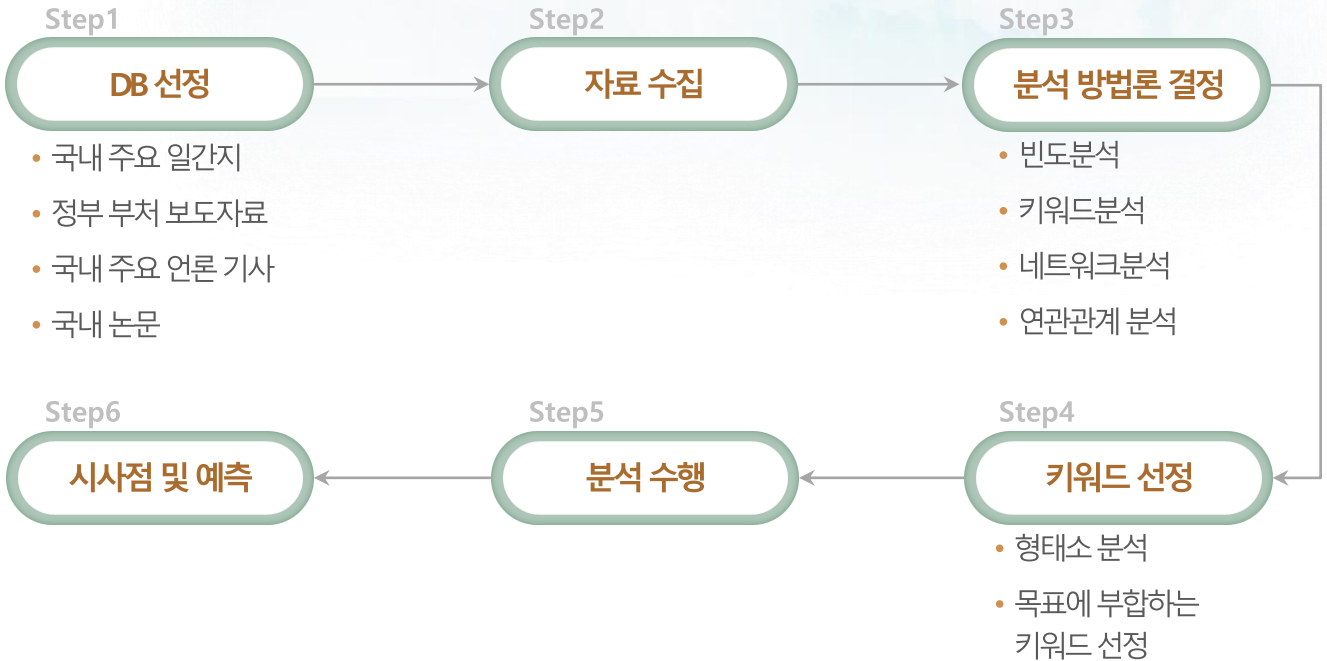 Step1
DB 선정
• 국내 주요 일간지
• 정부 부처 보도자료
• 국내 주요 언론 기사
• 국내 논문
Step2
자료 수집
Step3
분석 방법론 결정
• 빈도분석
• 키워드분석
• 네트워크분석
• 연관관계 분석
Step4
키워드 선정
• 형태소 분석
• 목표에 부합하는
키워드 선정
Step5
분석 수행
Step6
시사점 및 예측